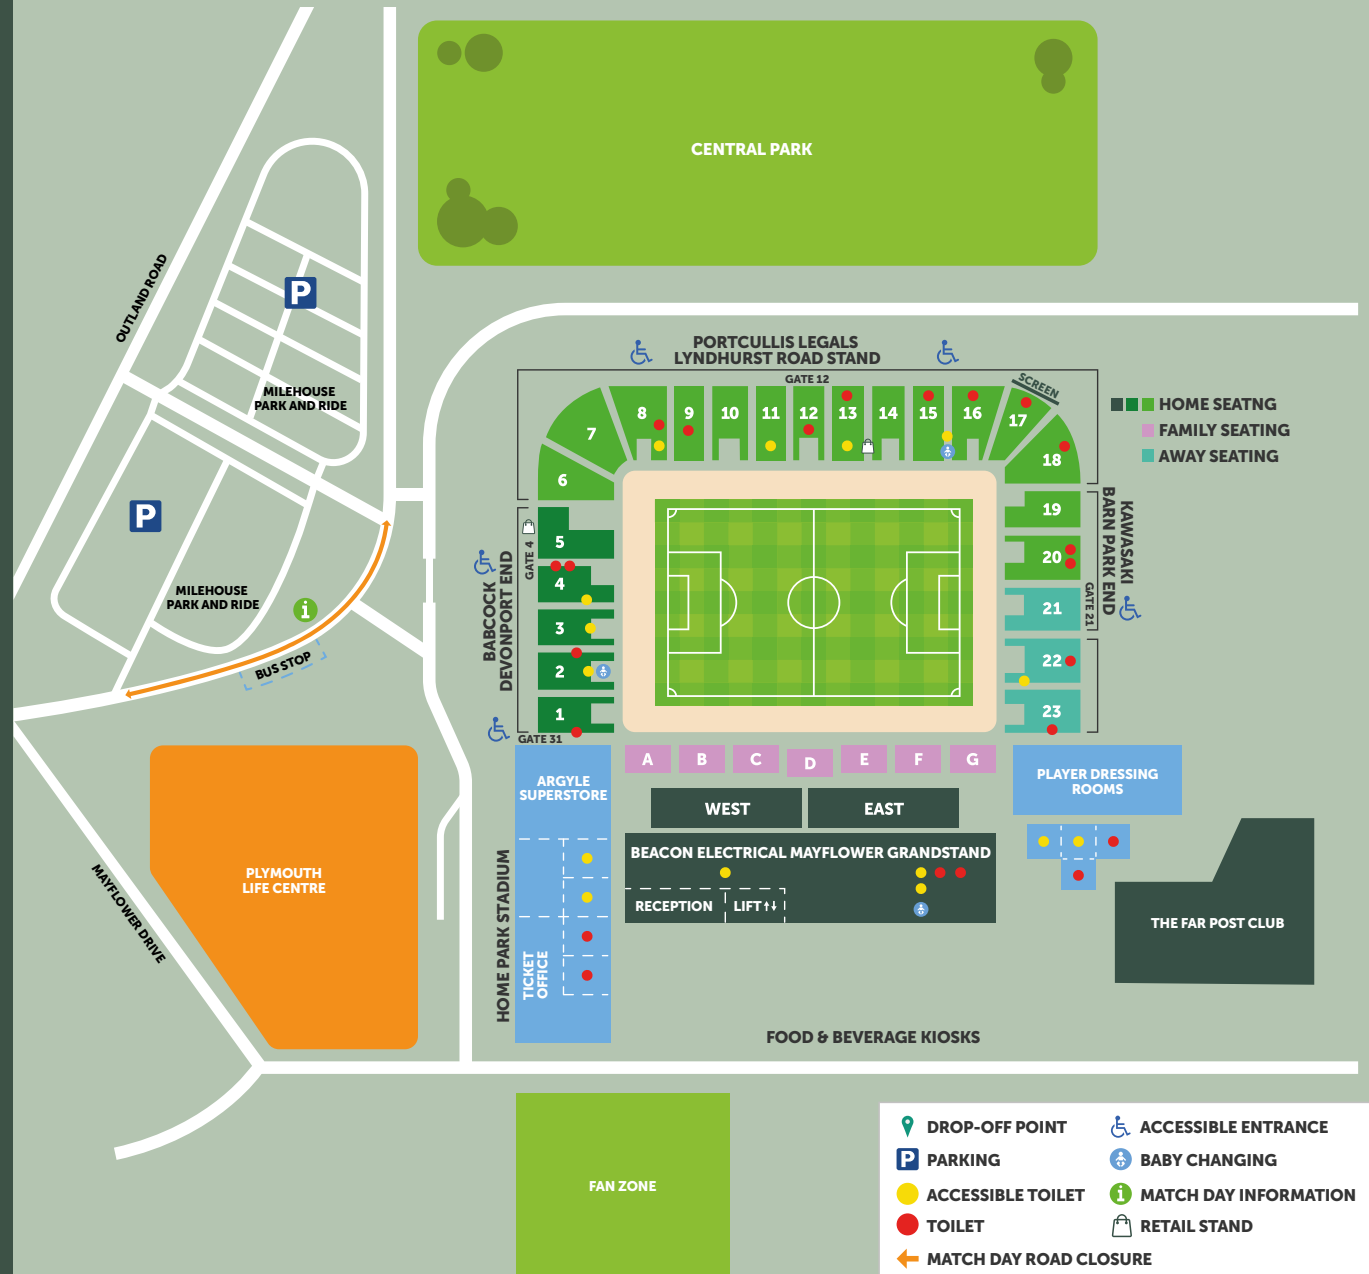 CENTRAL PARK
OUTLAND ROAD
P
MILEHOUSE
PARK AND RIDE
P
MILEHOUSE
PARK AND RIDE
i
BUS STOP
PORTCULLIS LEGALS
LYNDHURST ROAD STAND
GATE 12
SCREEN
6
7
8
9
10
11
12
13
14
15
16
17
18
HOME SEATNG
FAMILY SEATING
AWAY SEATING
BABCOCK
DEVONPORT END
GATE 4
5
4
3
2
1
GATE 31
KAWASAKI
BARN PARK END
GATE 21
19
20
21
22
23
A
B
C
D
E
F
G
WEST
EAST
BEACON ELECTRICAL MAYFLOWER GRANDSTAND
RECEPTION
LIFT
ARGYLE
SUPERSTORE
TICKET
OFFICE
HOME PARK STADIUM
PLAYER DRESSING
ROOMS
THE FAR POST CLUB
PLYMOUTH
LIFE CENTRE
MAYFLOWER DRIVE
FOOD & BEVERAGE KIOSKS
FAN ZONE
DROP-OFF POINT
P PARKING
ACCESSIBLE TOILET
TOILET
MATCH DAY ROAD CLOSURE
ACCESSIBLE ENTRANCE
BABY CHANGING
i MATCH DAY INFORMATION
RETAIL STAND